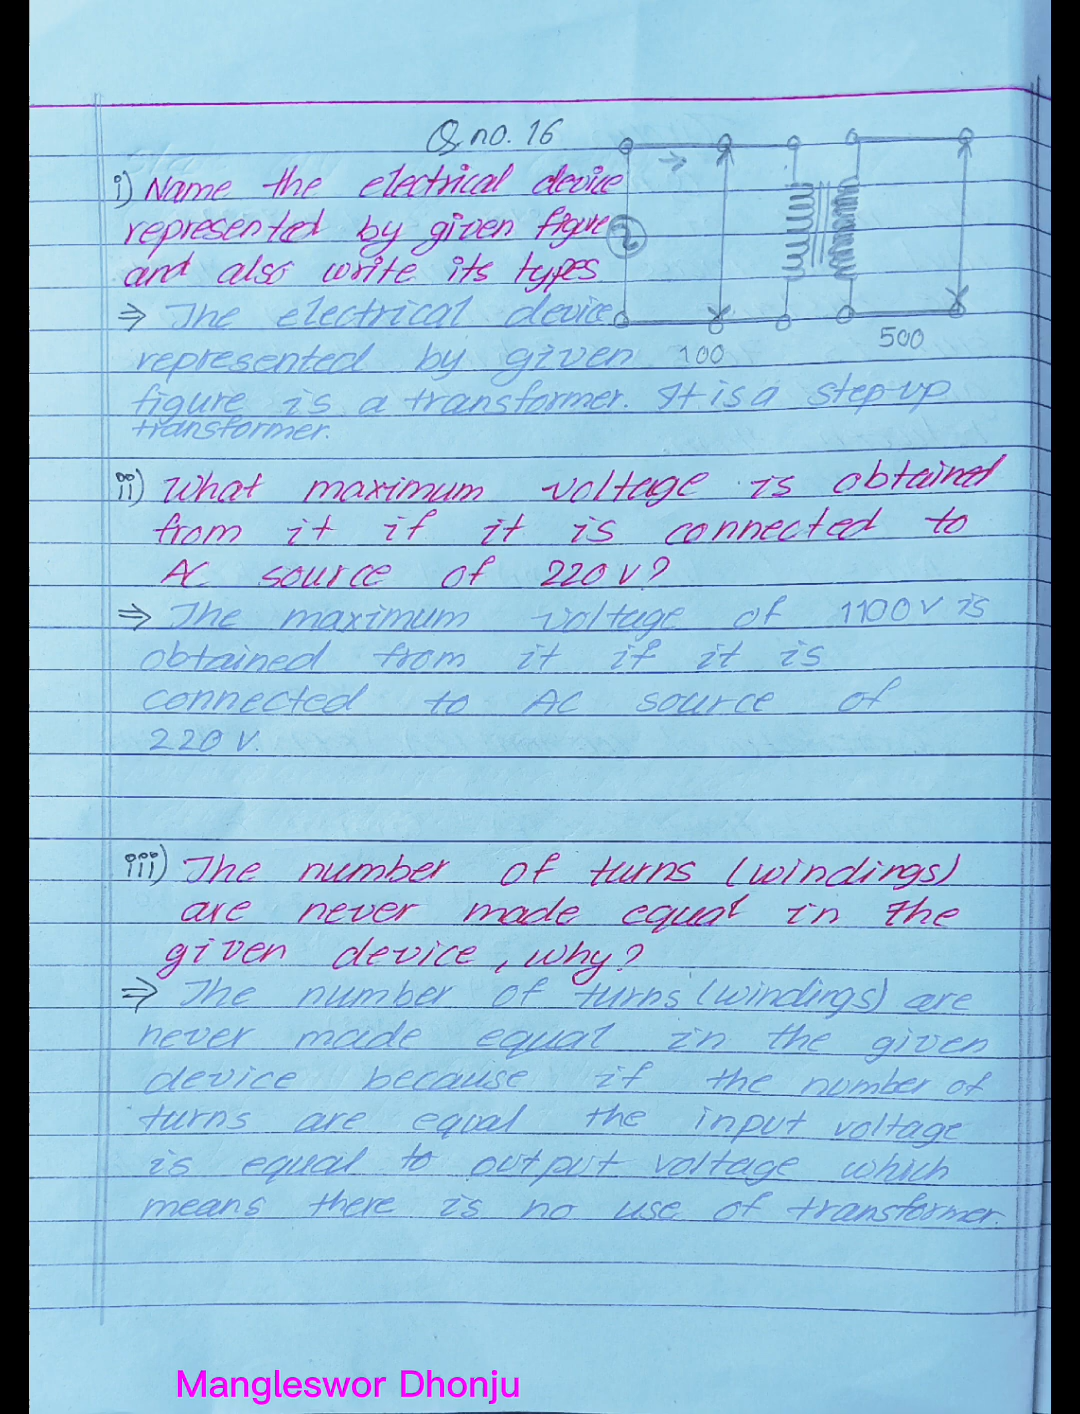 Q no. 16
i) Name the electrical device
represented by given figure
and also write its types
⇒ The electrical device
represented by given 100 500
figure is a transformer. It is a step-up
transformer.
ii) What maximum voltage is obtained
from it if it is connected to
AC source of 220 V?
⇒ The maximum voltage of 1100V is
obtained from it if it is
connected to AC source of
220 V.
iii) The number of turns (windings)
are never made equal in the
given device, why?
⇒ The number of turns (windings) are
never made equal in the given
device because if the number of
turns are equal the input voltage
is equal to output voltage which
means there is no use of transformer.
Mangleswor Dhonju